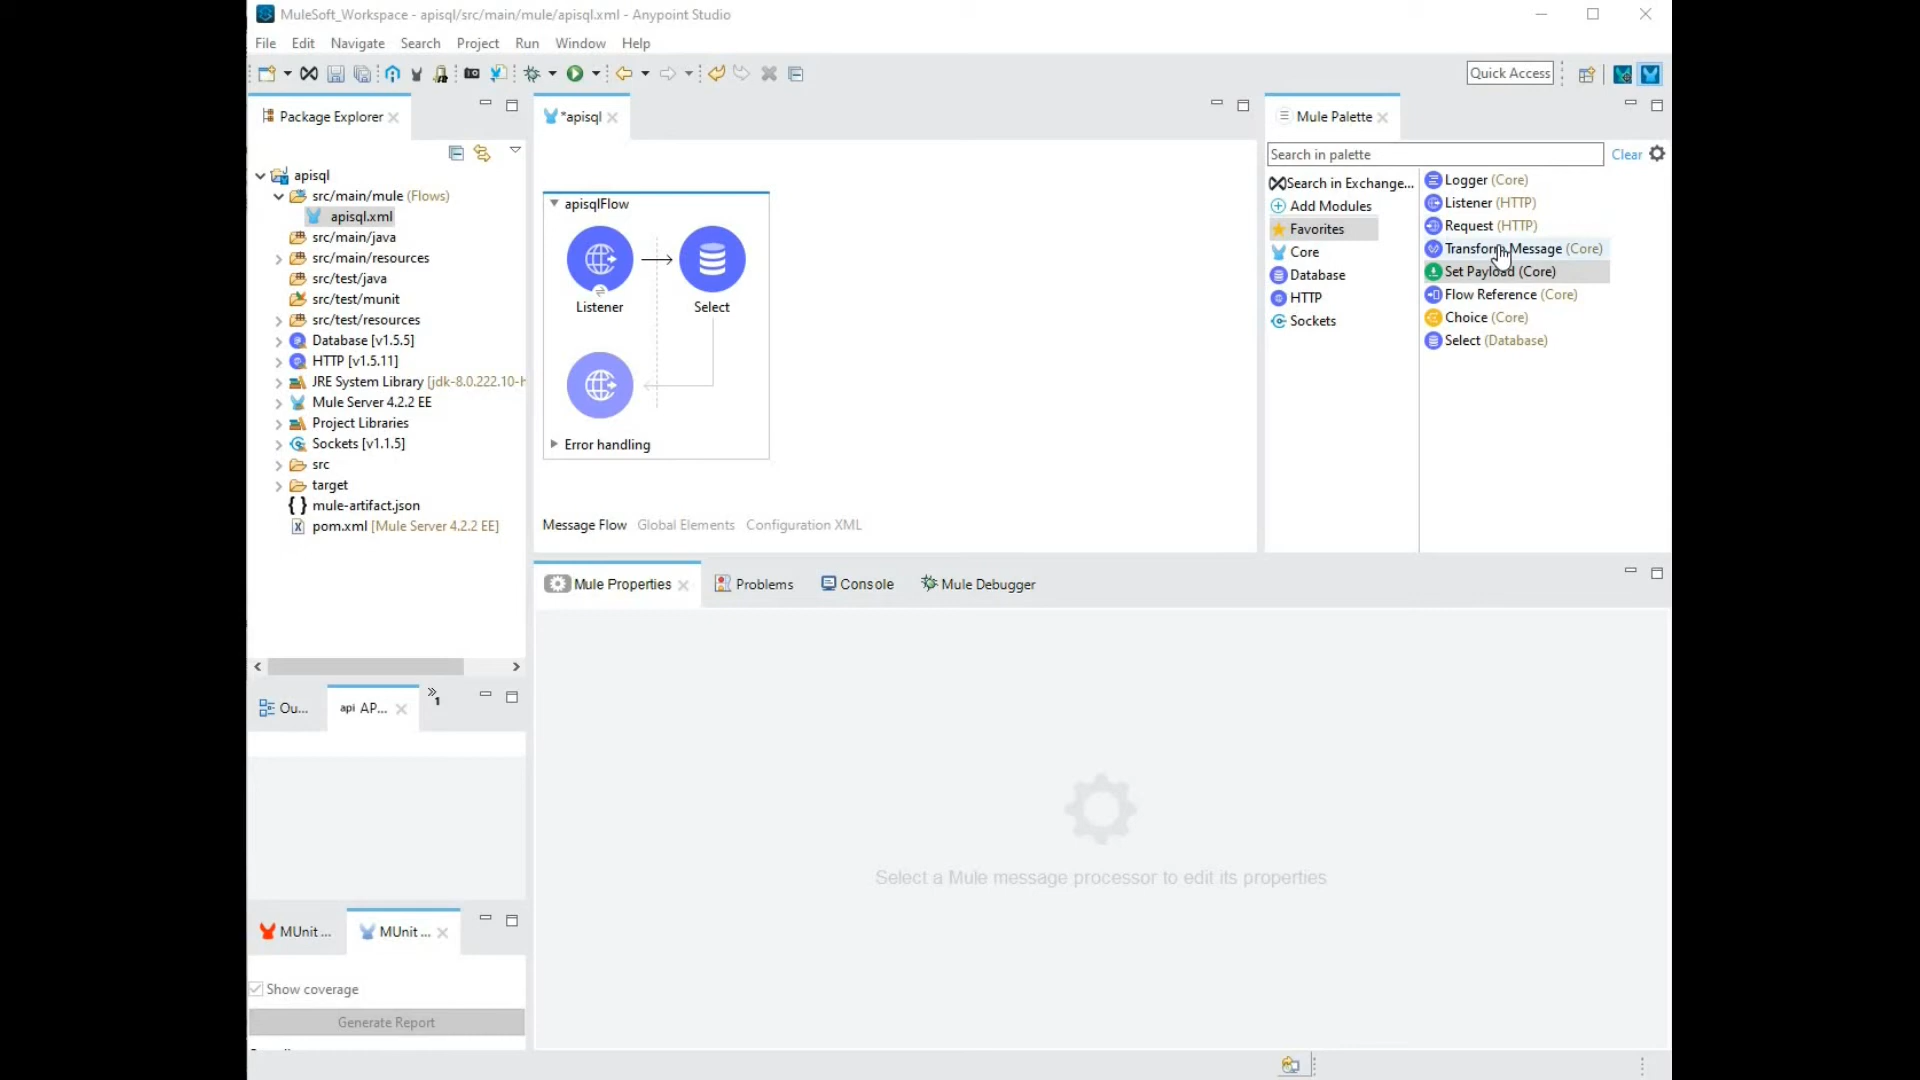 MuleSoft_Workspace - apisql/src/main/mule/apisql.xml - Anypoint Studio
File Edit Navigate Search Project Run Window Help
Quick Access
Package Explorer
apisql
src/main/mule (Flows)
apisql.xml
src/main/java
src/main/resources
src/test/java
src/test/munit
src/test/resources
Database [v1.5.5]
HTTP [v1.5.11]
JRE System Library [jdk-8.0.222.10-h
Mule Server 4.2.2 EE
Project Libraries
Sockets [v1.1.5]
src
target
{ } mule-artifact.json
pom.xml [Mule Server 4.2.2 EE]
*apisql
apisqlFlow
Listener
Select
Error handling
Message Flow Global Elements Configuration XML
Mule Palette
Search in palette
Clear
Search in Exchange...
Add Modules
Favorites
Core
Database
HTTP
Sockets
Logger (Core)
Listener (HTTP)
Request (HTTP)
Transform Message (Core)
Set Payload (Core)
Flow Reference (Core)
Choice (Core)
Select (Database)
Mule Properties
Problems
Console
Mule Debugger
Select a Mule message processor to edit its properties
Ou...
api AP...
»1
MUnit ...
MUnit ...
Show coverage
Generate Report